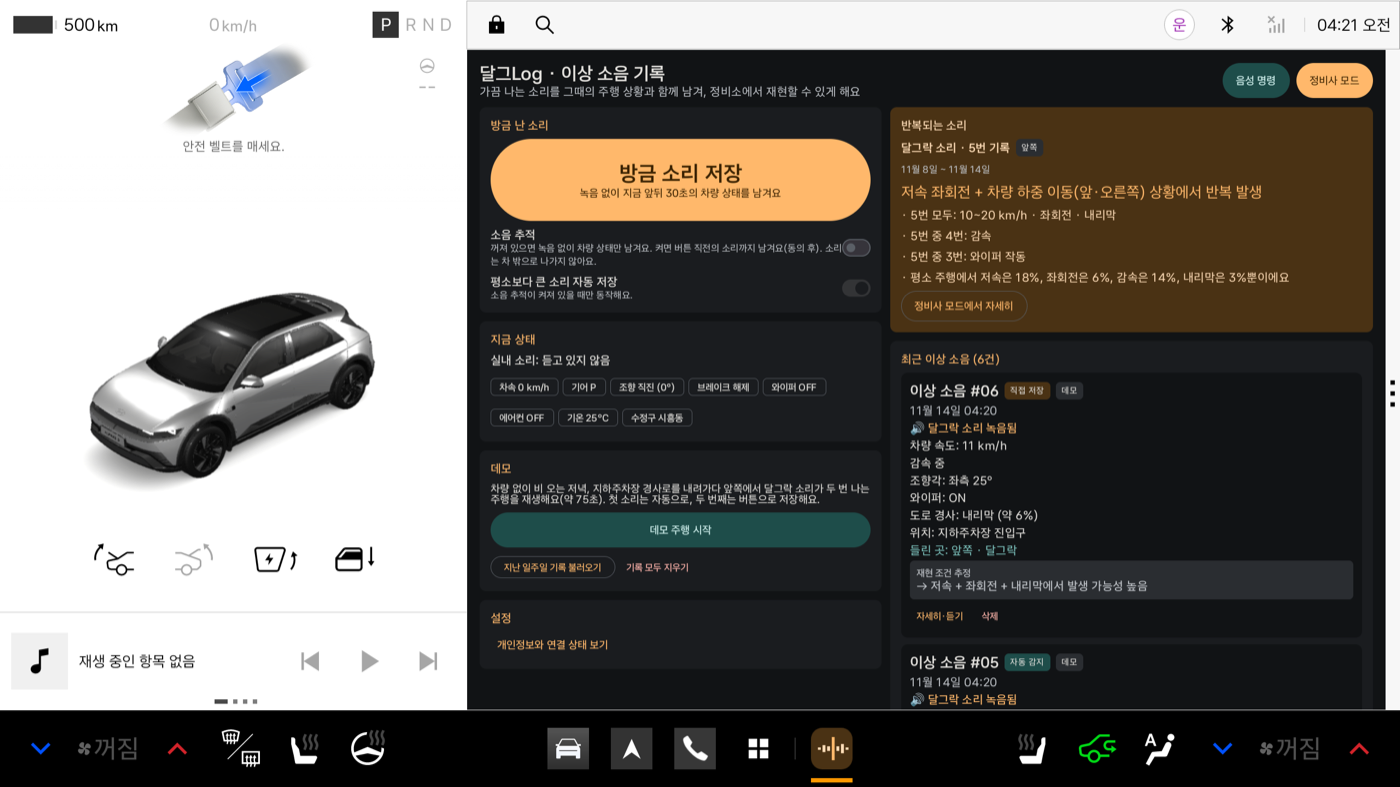 500 km
0 km/h
P R N D
안전 벨트를 매세요.
재생 중인 항목 없음
운
04:21 오전
달그Log · 이상 소음 기록
가끔 나는 소리를 그때의 주행 상황과 함께 남겨, 정비소에서 재현할 수 있게 해요
음성 명령
정비사 모드
방금 난 소리
방금 소리 저장
녹음 없이 지금 앞뒤 30초의 차량 상태를 남겨요
소음 추적
꺼져 있으면 녹음 없이 차량 상태만 남겨요. 켜면 버튼 직전의 소리까지 남겨요(동의 후). 소리
는 차 밖으로 나가지 않아요.
평소보다 큰 소리 자동 저장
소음 추적이 켜져 있을 때만 동작해요.
지금 상태
실내 소리: 듣고 있지 않음
차속 0 km/h
기어 P
조향 직진 (0°)
브레이크 해제
와이퍼 OFF
에어컨 OFF
기온 25°C
수정구 시흥동
데모
차량 없이 비 오는 저녁, 지하주차장 경사로를 내려가다 앞쪽에서 달그락 소리가 두 번 나는
주행을 재생해요(약 75초). 첫 소리는 자동으로, 두 번째는 버튼으로 저장해요.
데모 주행 시작
지난 일주일 기록 불러오기
기록 모두 지우기
설정
개인정보와 연결 상태 보기
반복되는 소리
달그락 소리 · 5번 기록 앞쪽
11월 8일 ~ 11월 14일
저속 좌회전 + 차량 하중 이동(앞·오른쪽) 상황에서 반복 발생
· 5번 모두: 10~20 km/h · 좌회전 · 내리막
· 5번 중 4번: 감속
· 5번 중 3번: 와이퍼 작동
· 평소 주행에서 저속은 18%, 좌회전은 6%, 감속은 14%, 내리막은 3%뿐이에요
정비사 모드에서 자세히
최근 이상 소음 (6건)
이상 소음 #06 직접 저장 데모
11월 14일 04:20
달그락 소리 녹음됨
차량 속도: 11 km/h
감속 중
조향각: 좌측 25°
와이퍼: ON
도로 경사: 내리막 (약 6%)
위치: 지하주차장 진입구
들린 곳: 앞쪽 · 달그락
재현 조건 추정
→ 저속 + 좌회전 + 내리막에서 발생 가능성 높음
자세히·듣기
삭제
이상 소음 #05 자동 감지 데모
11월 14일 04:20
달그락 소리 녹음됨
꺼짐
A
꺼짐